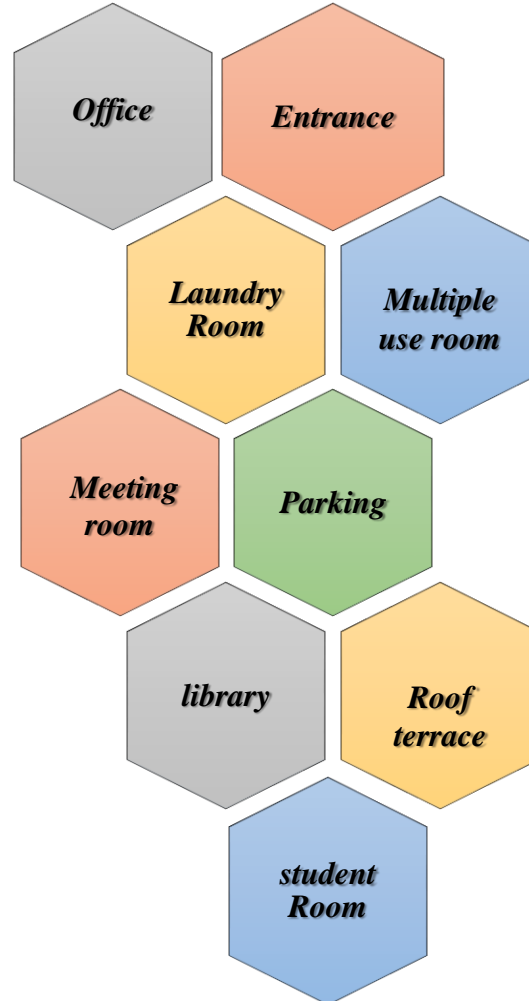 Office
Entrance
Laundry
Room
Multiple
use room
Meeting
room
Parking
library
Roof
terrace
student
Room